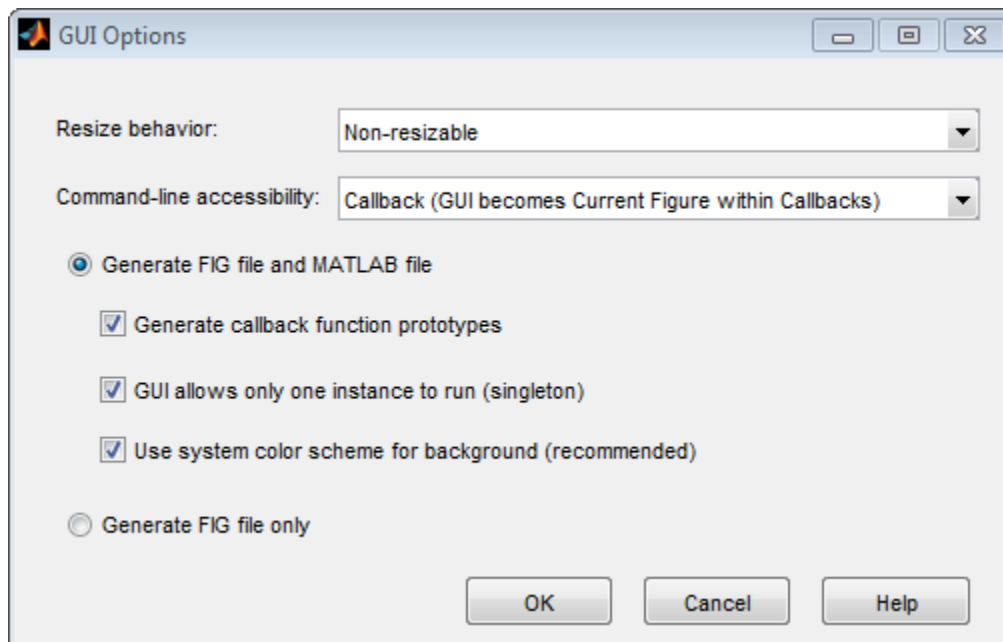 GUI Options
Resize behavior: Non-resizable
Command-line accessibility: Callback (GUI becomes Current Figure within Callbacks)
Generate FIG file and MATLAB file
Generate callback function prototypes
GUI allows only one instance to run (singleton)
Use system color scheme for background (recommended)
Generate FIG file only
OK Cancel Help